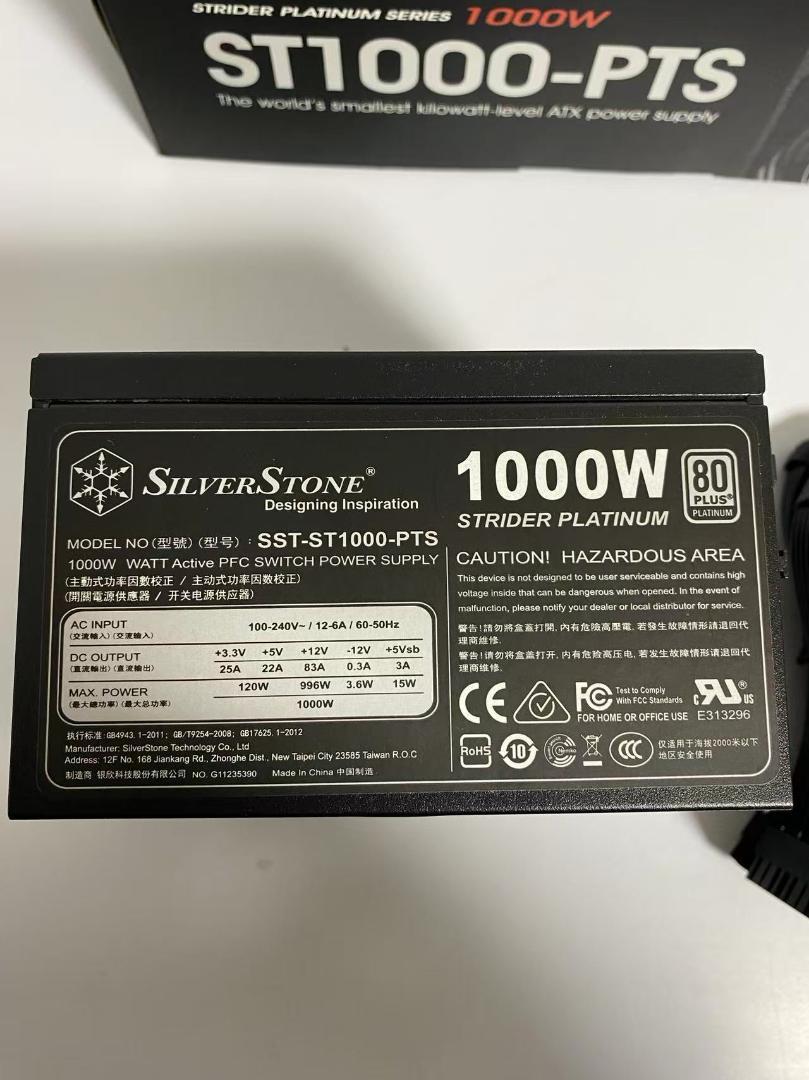 STRIDER PLATINUM SERIES 1000W
ST1000-PTS
The world's smallest kilowatt-level ATX power supply
SILVERSTONE®
Designing Inspiration
1000W
STRIDER PLATINUM
80 PLUS® PLATINUM
MODEL NO (型號) (型号) : SST-ST1000-PTS
1000W WATT Active PFC SWITCH POWER SUPPLY
(主動式功率因數校正 / 主动式功率因数校正)
(開關電源供應器 / 开关电源供应器)
AC INPUT 100-240V~ / 12-6A / 60-50Hz
(交流輸入) (交流输入)
DC OUTPUT +3.3V +5V +12V -12V +5Vsb
(直流輸出) (直流输出) 25A 22A 83A 0.3A 3A
MAX. POWER 120W 996W 3.6W 15W
(最大總功率) (最大总功率) 1000W
执行标准: GB4943.1-2011; GB/T9254-2008; GB17625.1-2012
Manufacturer: SilverStone Technology Co., Ltd
Address: 12F No. 168 Jiankang Rd., Zhonghe Dist., New Taipei City 23585 Taiwan R.O.C
制造商 银欣科技股份有限公司 NO. G11235390 Made In China 中国制造
CAUTION! HAZARDOUS AREA
This device is not designed to be user serviceable and contains high
voltage inside that can be dangerous when opened. In the event of
malfunction, please notify your dealer or local distributor for service.
警告!請勿將盒蓋打開, 內有危險高壓電, 若發生故障情形請退回代
理商維修.
警告!请勿将盒盖打开, 内有危险高压电, 若发生故障情形请退回代
理商维修.
CE FC Test to Comply
With FCC Standards
FOR HOME OR OFFICE USE
c RU® US
E313296
RoHS 10 Nemko CCC 仅适用于海拔2000米以下
地区安全使用